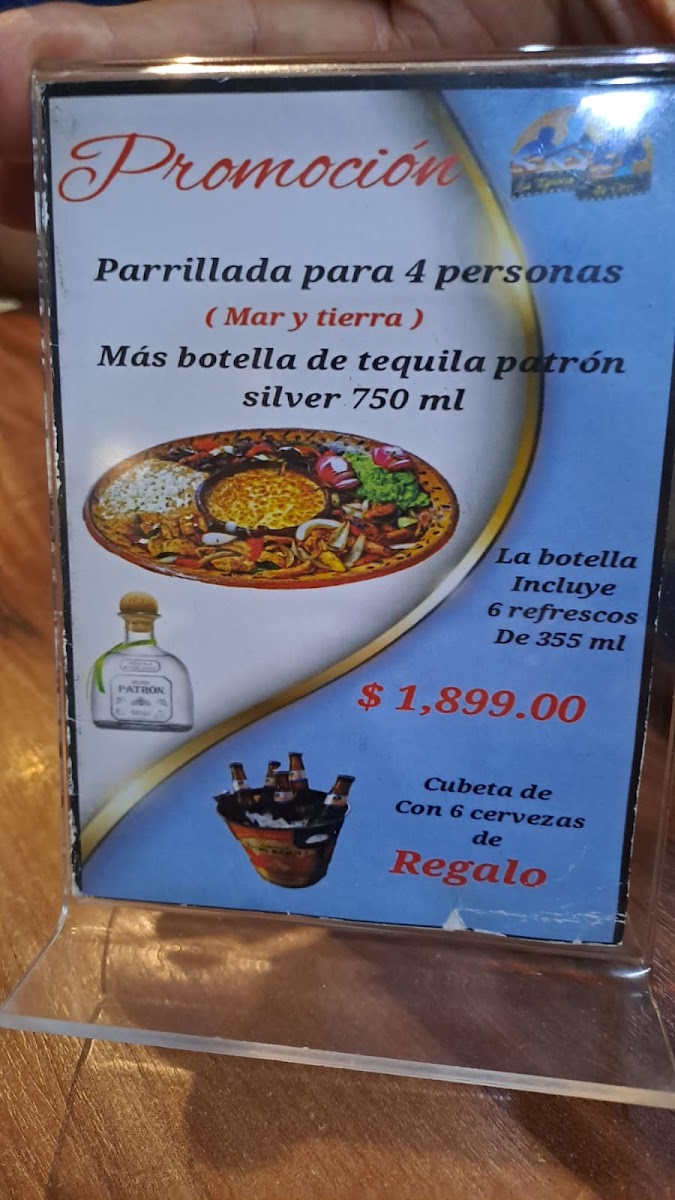 Promoción
Parrillada para 4 personas
( Mar y tierra )
Más botella de tequila patrón
silver 750 ml
La botella
Incluye
6 refrescos
De 355 ml
PATRÓN
$ 1,899.00
Cubeta de
Con 6 cervezas
de
Regalo